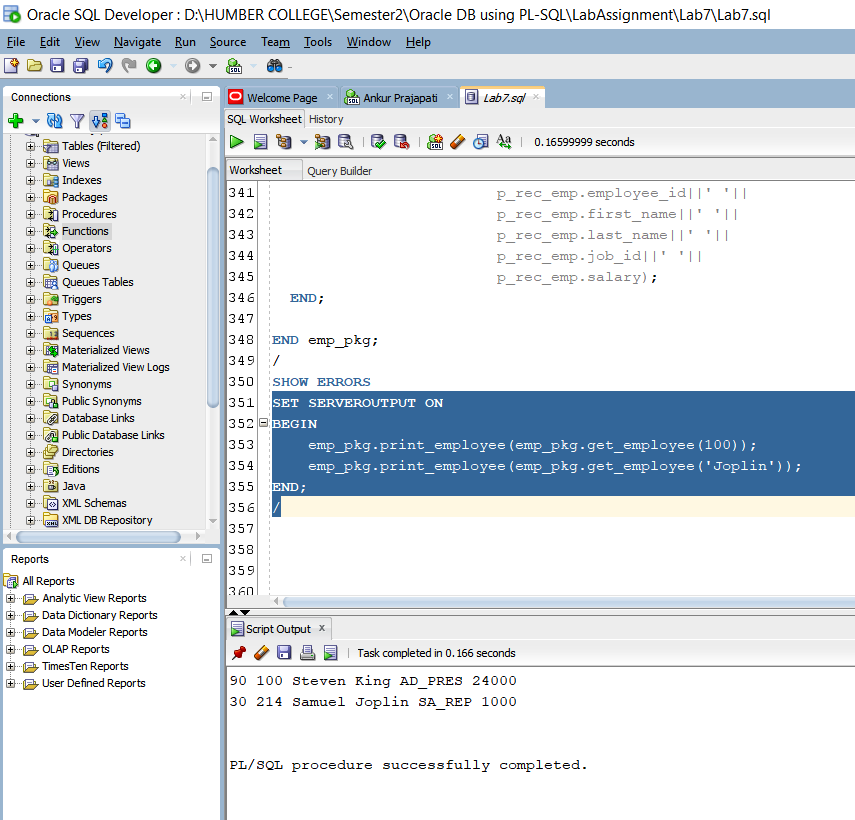 Oracle SQL Developer : D:\HUMBER COLLEGE\Semester2\Oracle DB using PL-SQL\LabAssignment\Lab7\Lab7.sql
File Edit View Navigate Run Source Team Tools Window Help
Connections
Tables (Filtered)
Views
Indexes
Packages
Procedures
Functions
Operators
Queues
Queues Tables
Triggers
Types
Sequences
Materialized Views
Materialized View Logs
Synonyms
Public Synonyms
Database Links
Public Database Links
Directories
Editions
Java
XML Schemas
XML DB Repository
Reports
All Reports
Analytic View Reports
Data Dictionary Reports
Data Modeler Reports
OLAP Reports
TimesTen Reports
User Defined Reports
Welcome Page Ankur Prajapati Lab7.sql
SQL Worksheet History
0.16599999 seconds
Worksheet Query Builder
341 p_rec_emp.employee_id||' '||
342 p_rec_emp.first_name||' '||
343 p_rec_emp.last_name||' '||
344 p_rec_emp.job_id||' '||
345 p_rec_emp.salary);
346 END;
347
348 END emp_pkg;
349 /
350 SHOW ERRORS
351 SET SERVEROUTPUT ON
352 BEGIN
353 emp_pkg.print_employee(emp_pkg.get_employee(100));
354 emp_pkg.print_employee(emp_pkg.get_employee('Joplin'));
355 END;
356 /
357
358
359
360
Script Output
Task completed in 0.166 seconds
90 100 Steven King AD_PRES 24000
30 214 Samuel Joplin SA_REP 1000
PL/SQL procedure successfully completed.